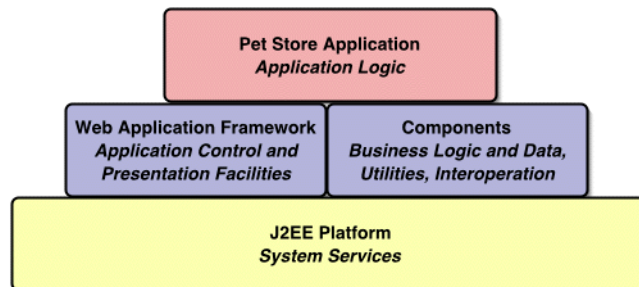 Pet Store Application
Application Logic
Web Application Framework
Application Control and
Presentation Facilities
Components
Business Logic and Data,
Utilities, Interoperation
J2EE Platform
System Services